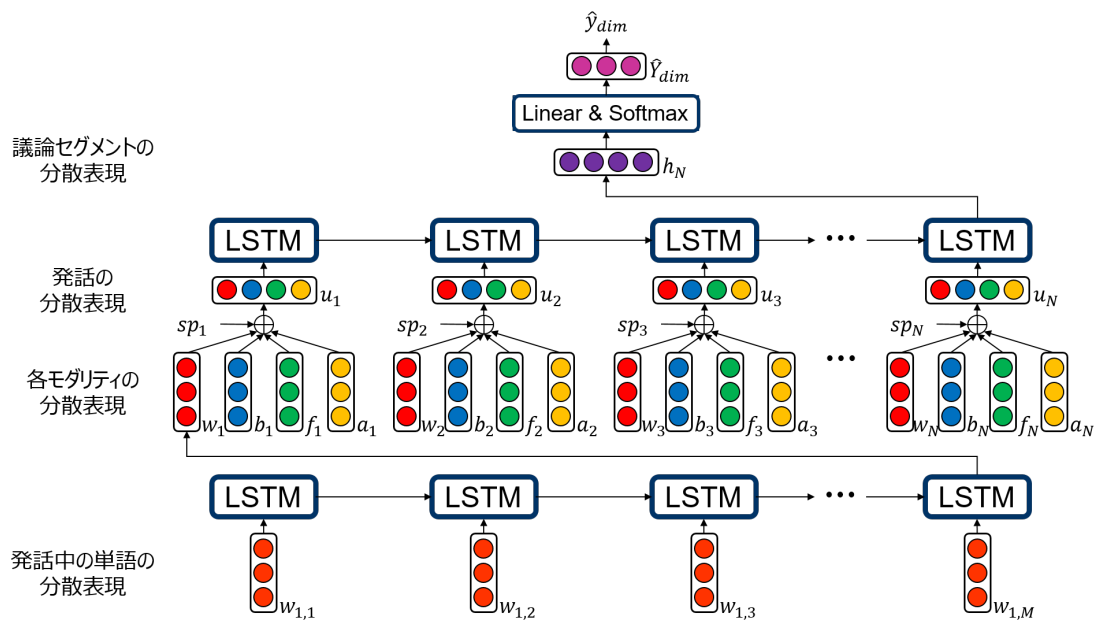 ŷ_dim
Ŷ_dim
Linear & Softmax
議論セグメントの
分散表現
h_N
LSTM LSTM LSTM ••• LSTM
発話の
分散表現
u_1 u_2 u_3 u_N
sp_1 sp_2 sp_3 sp_N
•••
各モダリティの
分散表現
w_1 b_1 f_1 a_1 w_2 b_2 f_2 a_2 w_3 b_3 f_3 a_3 w_N b_N f_N a_N
LSTM LSTM LSTM ••• LSTM
発話中の単語の
分散表現
w_1,1 w_1,2 w_1,3 w_1,M